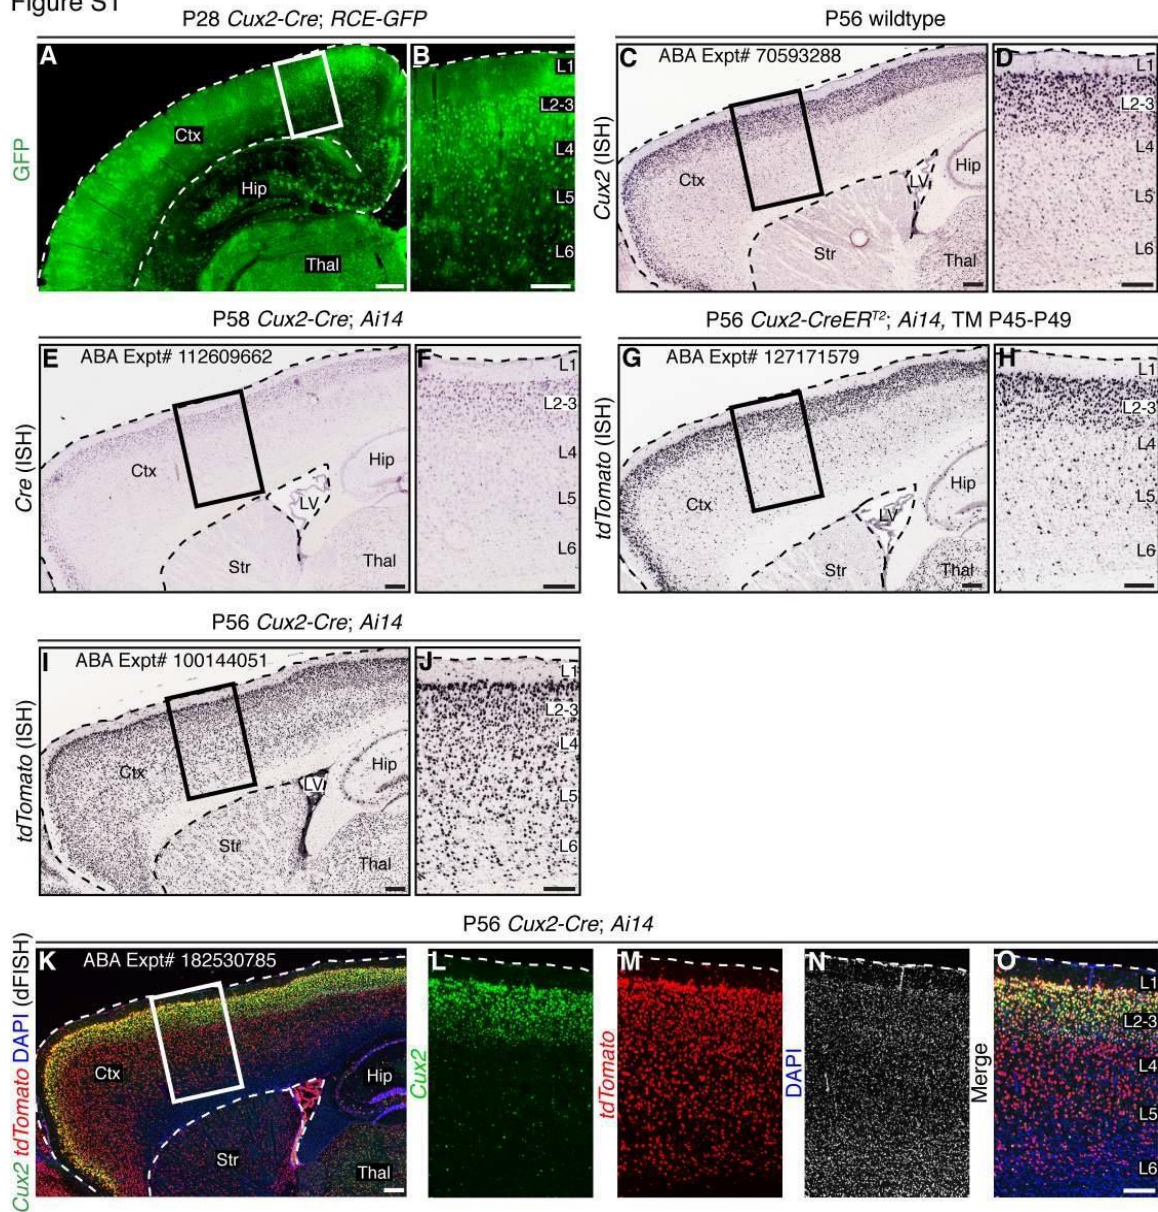 Figure S1
P28 Cux2-Cre; RCE-GFP
P56 wildtype
GFP
A
Ctx
Hip
Thal
B
L1
L2-3
L4
L5
L6
Cux2 (ISH)
C ABA Expt# 70593288
Ctx
LV
Hip
Str
Thal
D
L1
L2-3
L4
L5
L6
P58 Cux2-Cre; Ai14
P56 Cux2-CreERT2; Ai14, TM P45-P49
Cre (ISH)
E ABA Expt# 112609662
Ctx
Hip
LV
Str
Thal
F
L1
L2-3
L4
L5
L6
tdTomato (ISH)
G ABA Expt# 127171579
Ctx
Hip
LV
Str
Thal
H
L1
L2-3
L4
L5
L6
P56 Cux2-Cre; Ai14
tdTomato (ISH)
I ABA Expt# 100144051
Ctx
Hip
LV
Str
Thal
J
L1
L2-3
L4
L5
L6
P56 Cux2-Cre; Ai14
Cux2 tdTomato DAPI (dFISH)
K ABA Expt# 182530785
Ctx
Hip
Str
Thal
Cux2
L
tdTomato
M
DAPI
N
Merge
O
L1
L2-3
L4
L5
L6